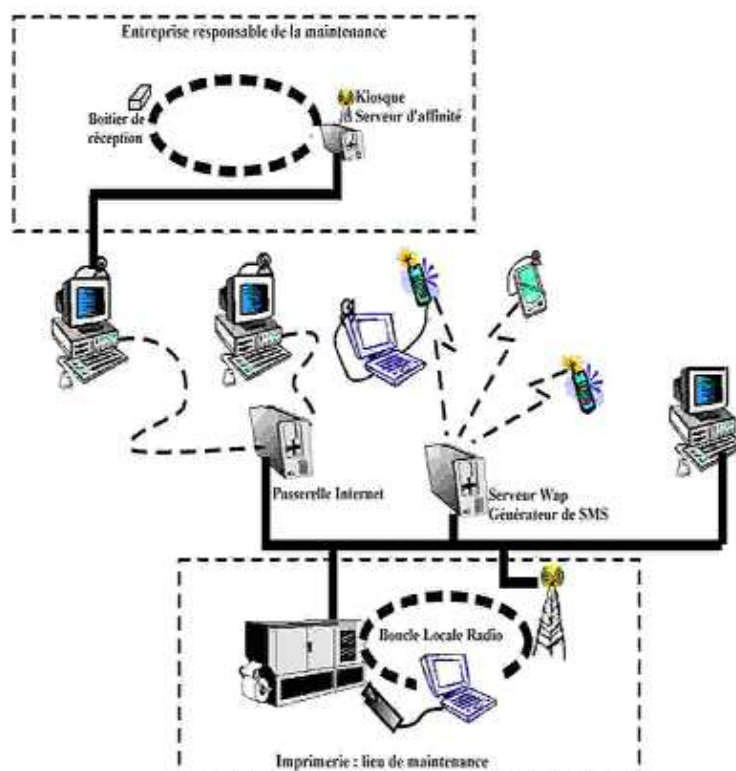 Entreprise responsable de la maintenance
Kiosque
Serveur d'affinité
Boitier de
réception
Passerelle Internet
Serveur Wap
Générateur de SMS
Boucle Locale Radio
Imprimerie : lieu de maintenance